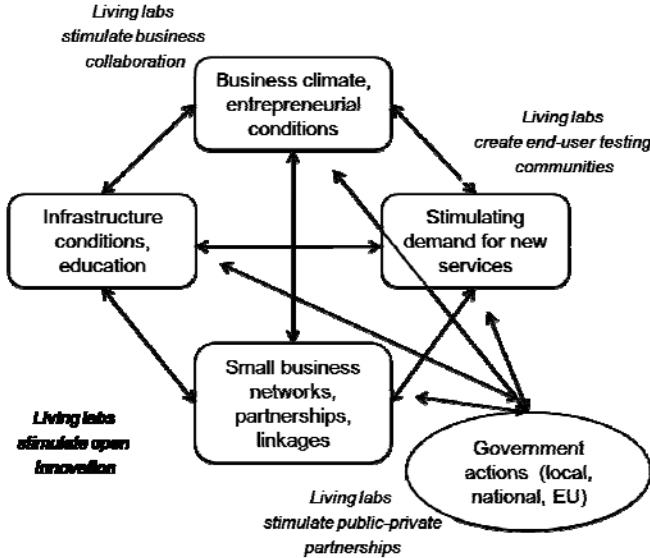 Living labs
stimulate business
collaboration
Business climate,
entrepreneurial
conditions
Living labs
create end-user testing
communities
Infrastructure
conditions,
education
Stimulating
demand for new
services
Small business
networks,
partnerships,
linkages
Living labs
stimulate open
innovation
Government
actions (local,
national, EU)
Living labs
stimulate public-private
partnerships